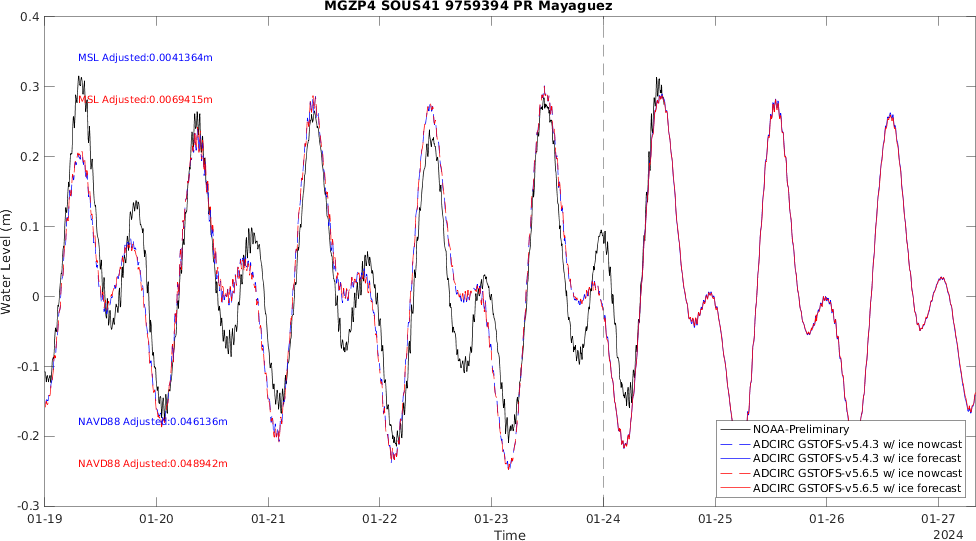 MGZP4 SOUS41 9759394 PR Mayaguez
0.4
0.3
0.2
0.1
0
-0.1
-0.2
-0.3
Water Level (m)
MSL Adjusted:0.0041364m
MSL Adjusted:0.0069415m
NAVD88 Adjusted:0.046136m
NAVD88 Adjusted:0.048942m
NOAA-Preliminary
ADCIRC GSTOFS-v5.4.3 w/ ice nowcast
ADCIRC GSTOFS-v5.4.3 w/ ice forecast
ADCIRC GSTOFS-v5.6.5 w/ ice nowcast
ADCIRC GSTOFS-v5.6.5 w/ ice forecast
01-19 01-20 01-21 01-22 01-23 01-24 01-25 01-26 01-27
Time
2024